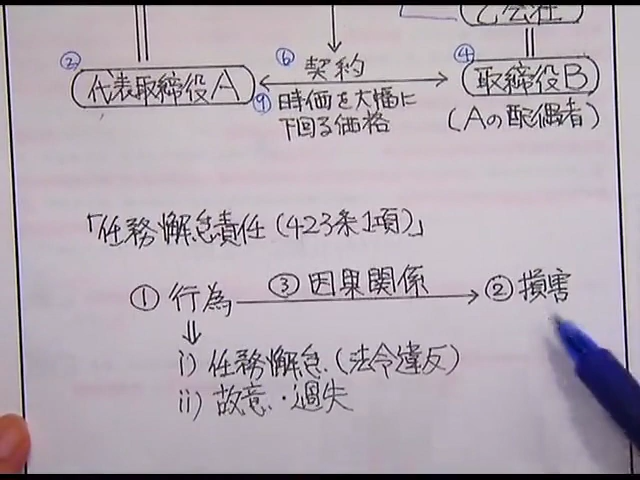 乙会社
② 代表取締役A
⑥ 契約
⑨ 時価を大幅に
下回る価格
④ 取締役B
(Aの配偶者)
「任務懈怠責任(423条1項)」
① 行為 ③ 因果関係 ② 損害
⇓
i) 任務懈怠(法令違反)
ii) 故意・過失